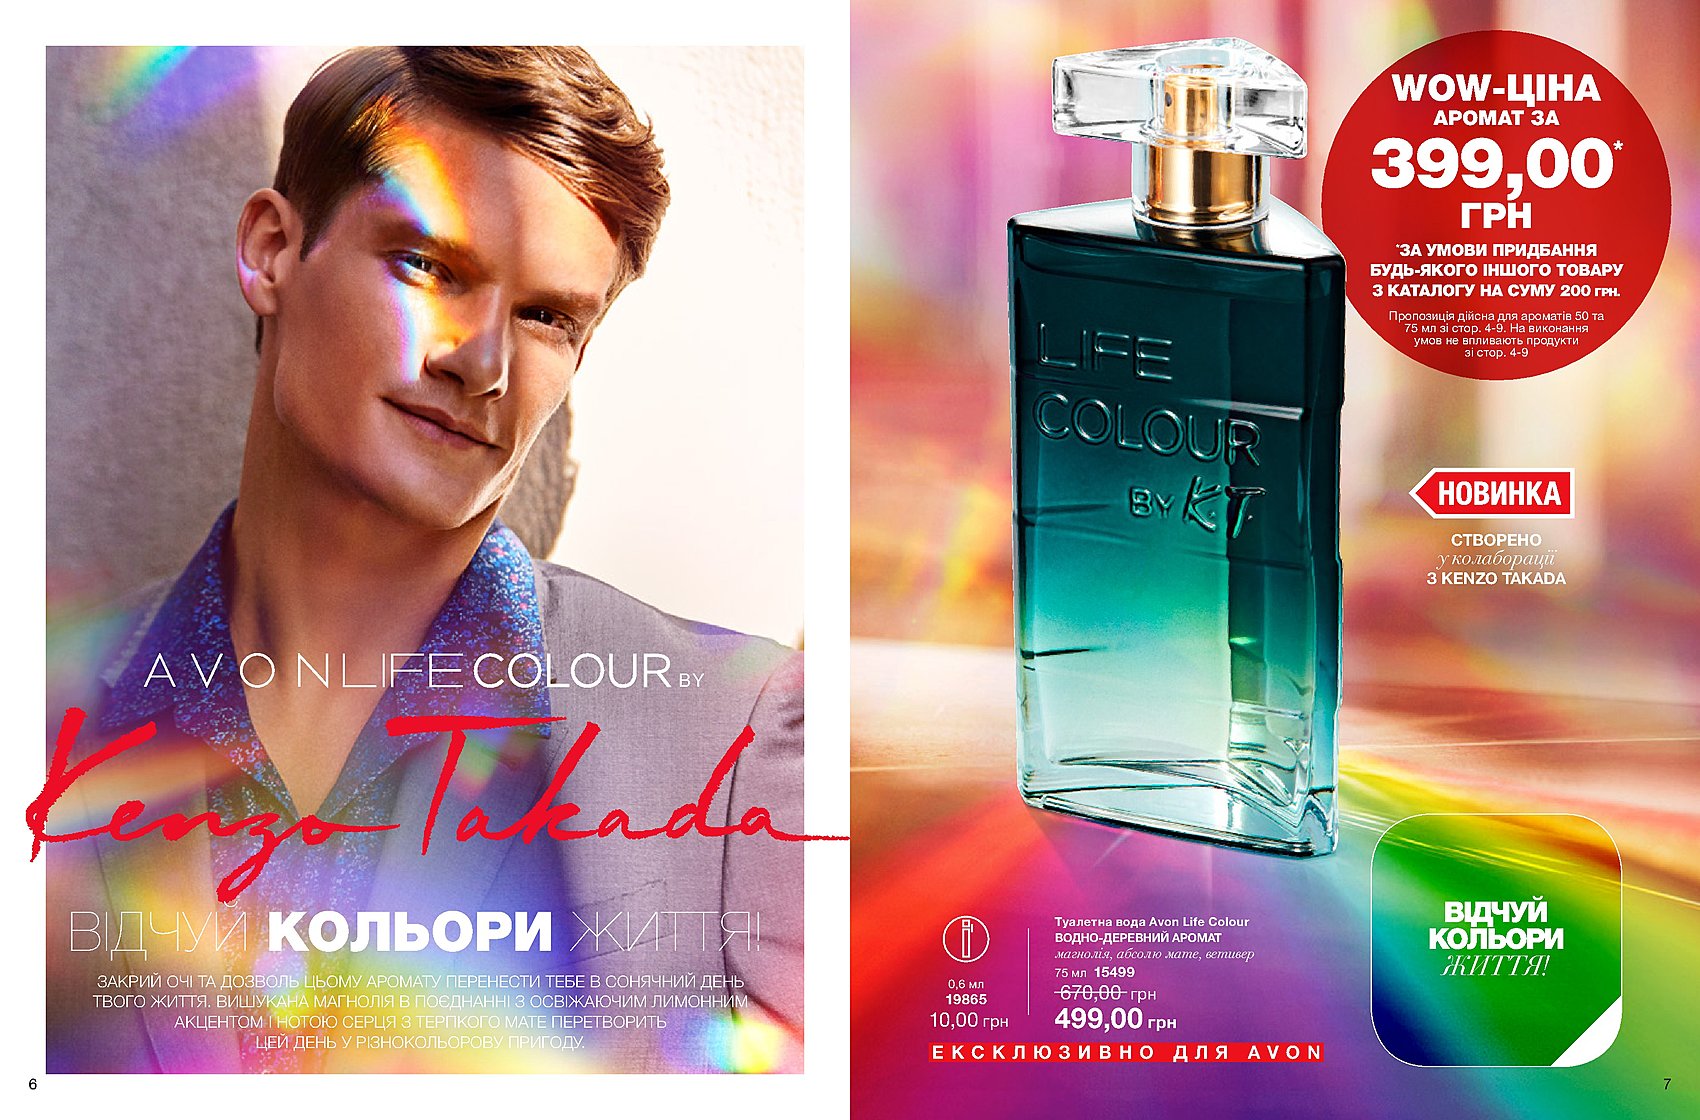 AVON LIFE COLOUR BY
Kenzo Takada
ВІДЧУЙ КОЛЬОРИ ЖИТТЯ!
ЗАКРИЙ ОЧІ ТА ДОЗВОЛЬ ЦЬОМУ АРОМАТУ ПЕРЕНЕСТИ ТЕБЕ В СОНЯЧНИЙ ДЕНЬ
ТВОГО ЖИТТЯ. ВИШУКАНА МАГНОЛІЯ В ПОЄДНАННІ З ОСВІЖАЮЧИМ ЛИМОННИМ
АКЦЕНТОМ І НОТОЮ СЕРЦЯ З ТЕРПКОГО МАТЕ ПЕРЕТВОРИТЬ
ЦЕЙ ДЕНЬ У РІЗНОКОЛЬОРОВУ ПРИГОДУ.
6
WOW-ЦІНА
АРОМАТ ЗА
399,00*
ГРН
*ЗА УМОВИ ПРИДБАННЯ
БУДЬ-ЯКОГО ІНШОГО ТОВАРУ
З КАТАЛОГУ НА СУМУ 200 ГРН.
Пропозиція дійсна для ароматів 50 та
75 мл зі стор. 4-9. На виконання
умов не впливають продукти
зі стор. 4-9
LIFE
COLOUR
BY K.T.
НОВИНКА
СТВОРЕНО
у колаборації
З KENZO TAKADA
0,6 мл
19865
10,00 грн
Туалетна вода Avon Life Colour
ВОДНО-ДЕРЕВНИЙ АРОМАТ
магнолія, абсолю мате, ветивер
75 мл 15499
670,00 грн
499,00 грн
ЕКСКЛЮЗИВНО ДЛЯ AVON
ВІДЧУЙ
КОЛЬОРИ
ЖИТТЯ!
7